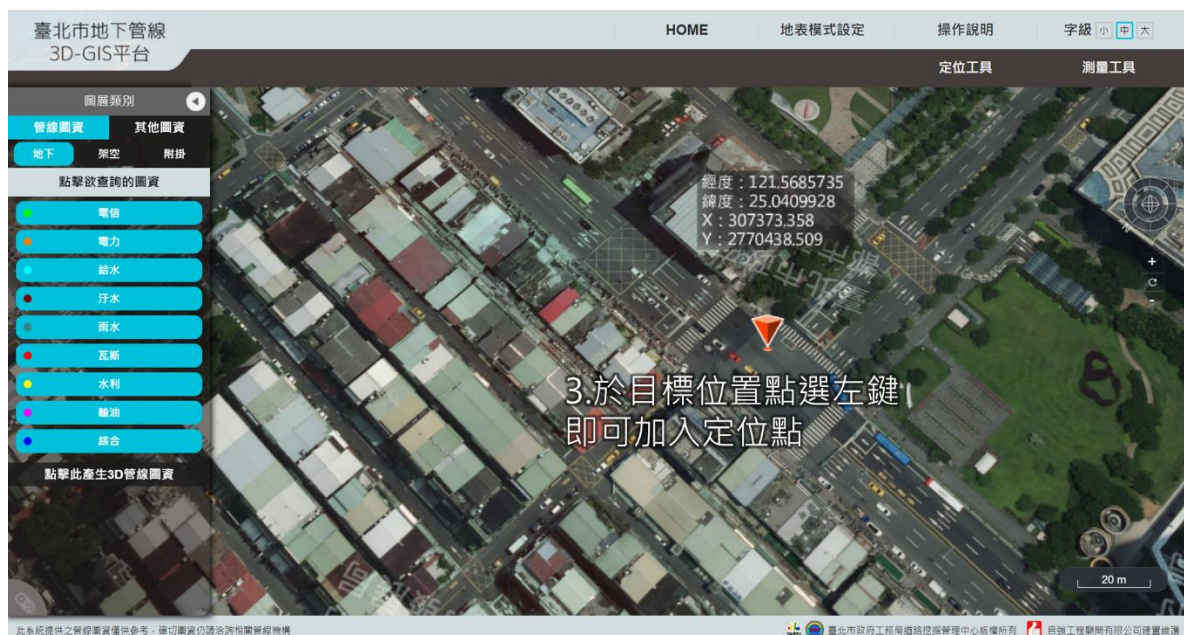 臺北市地下管線
3D-GIS平台
HOME
地表模式設定
操作說明
字級 小 中 大
定位工具
測量工具
圖層類別
管線圖資
其他圖資
地下
架空
附掛
點擊欲查詢的圖資
電信
電力
給水
汙水
雨水
瓦斯
水利
輸油
綜合
點擊此產生3D管線圖資
經度：121.5685735
緯度：25.0409928
X：307373.358
Y：2770438.509
3.於目標位置點選左鍵
即可加入定位點
N
+
-
20 m
此系統提供之管線圖資僅供參考，確切圖資仍請洽詢相關管線機構
臺北市政府工務局道路挖掘管理中心版權所有
自強工程顧問有限公司建置維護